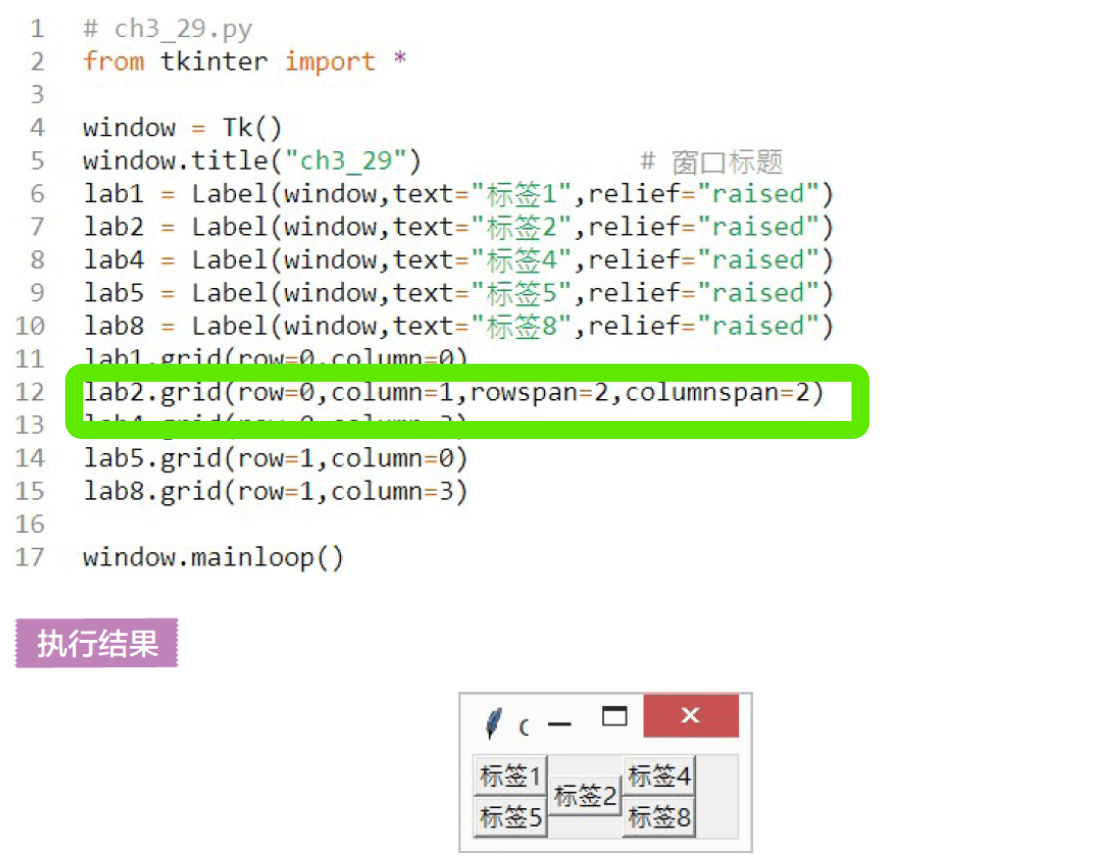 1 # ch3_29.py
2 from tkinter import *
3
4 window = Tk()
5 window.title("ch3_29") # 窗口标题
6 lab1 = Label(window,text="标签1",relief="raised")
7 lab2 = Label(window,text="标签2",relief="raised")
8 lab4 = Label(window,text="标签4",relief="raised")
9 lab5 = Label(window,text="标签5",relief="raised")
10 lab8 = Label(window,text="标签8",relief="raised")
11 lab1.grid(row=0,column=0)
12 lab2.grid(row=0,column=1,rowspan=2,columnspan=2)
13 lab4.grid(row=0,column=3)
14 lab5.grid(row=1,column=0)
15 lab8.grid(row=1,column=3)
16
17 window.mainloop()
执行结果
标签1 标签2 标签4
标签5 标签8